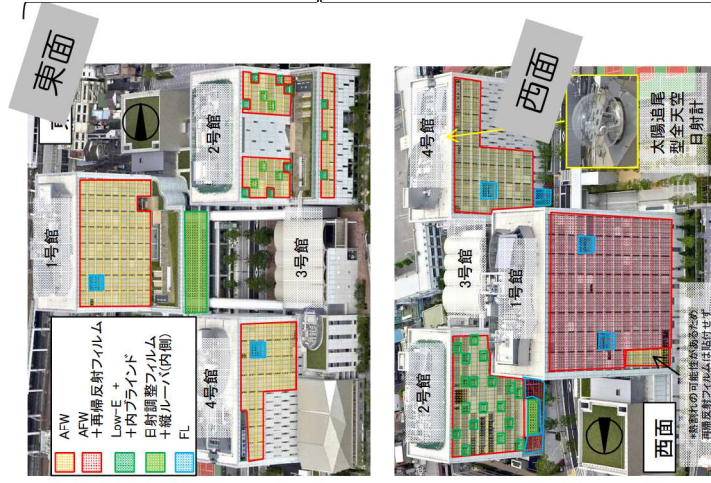 東面
2号館
1号館
3号館
4号館
AFW
AFW
+再帰反射フィルム
Low-E +
内ブラインド
日射調整フィルム
+縦ルーバ(内側)
FL
西面
4号館
太陽追尾
型全天空
日射計
3号館
1号館
2号館
西面
*熱割れの可能性があるため
再帰反射フィルムは貼付せず